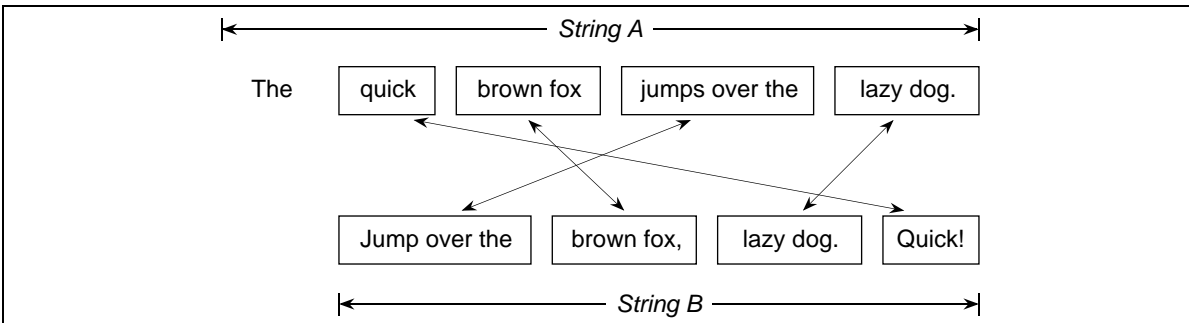 String A
The quick brown fox jumps over the lazy dog.
Jump over the brown fox, lazy dog. Quick!
String B